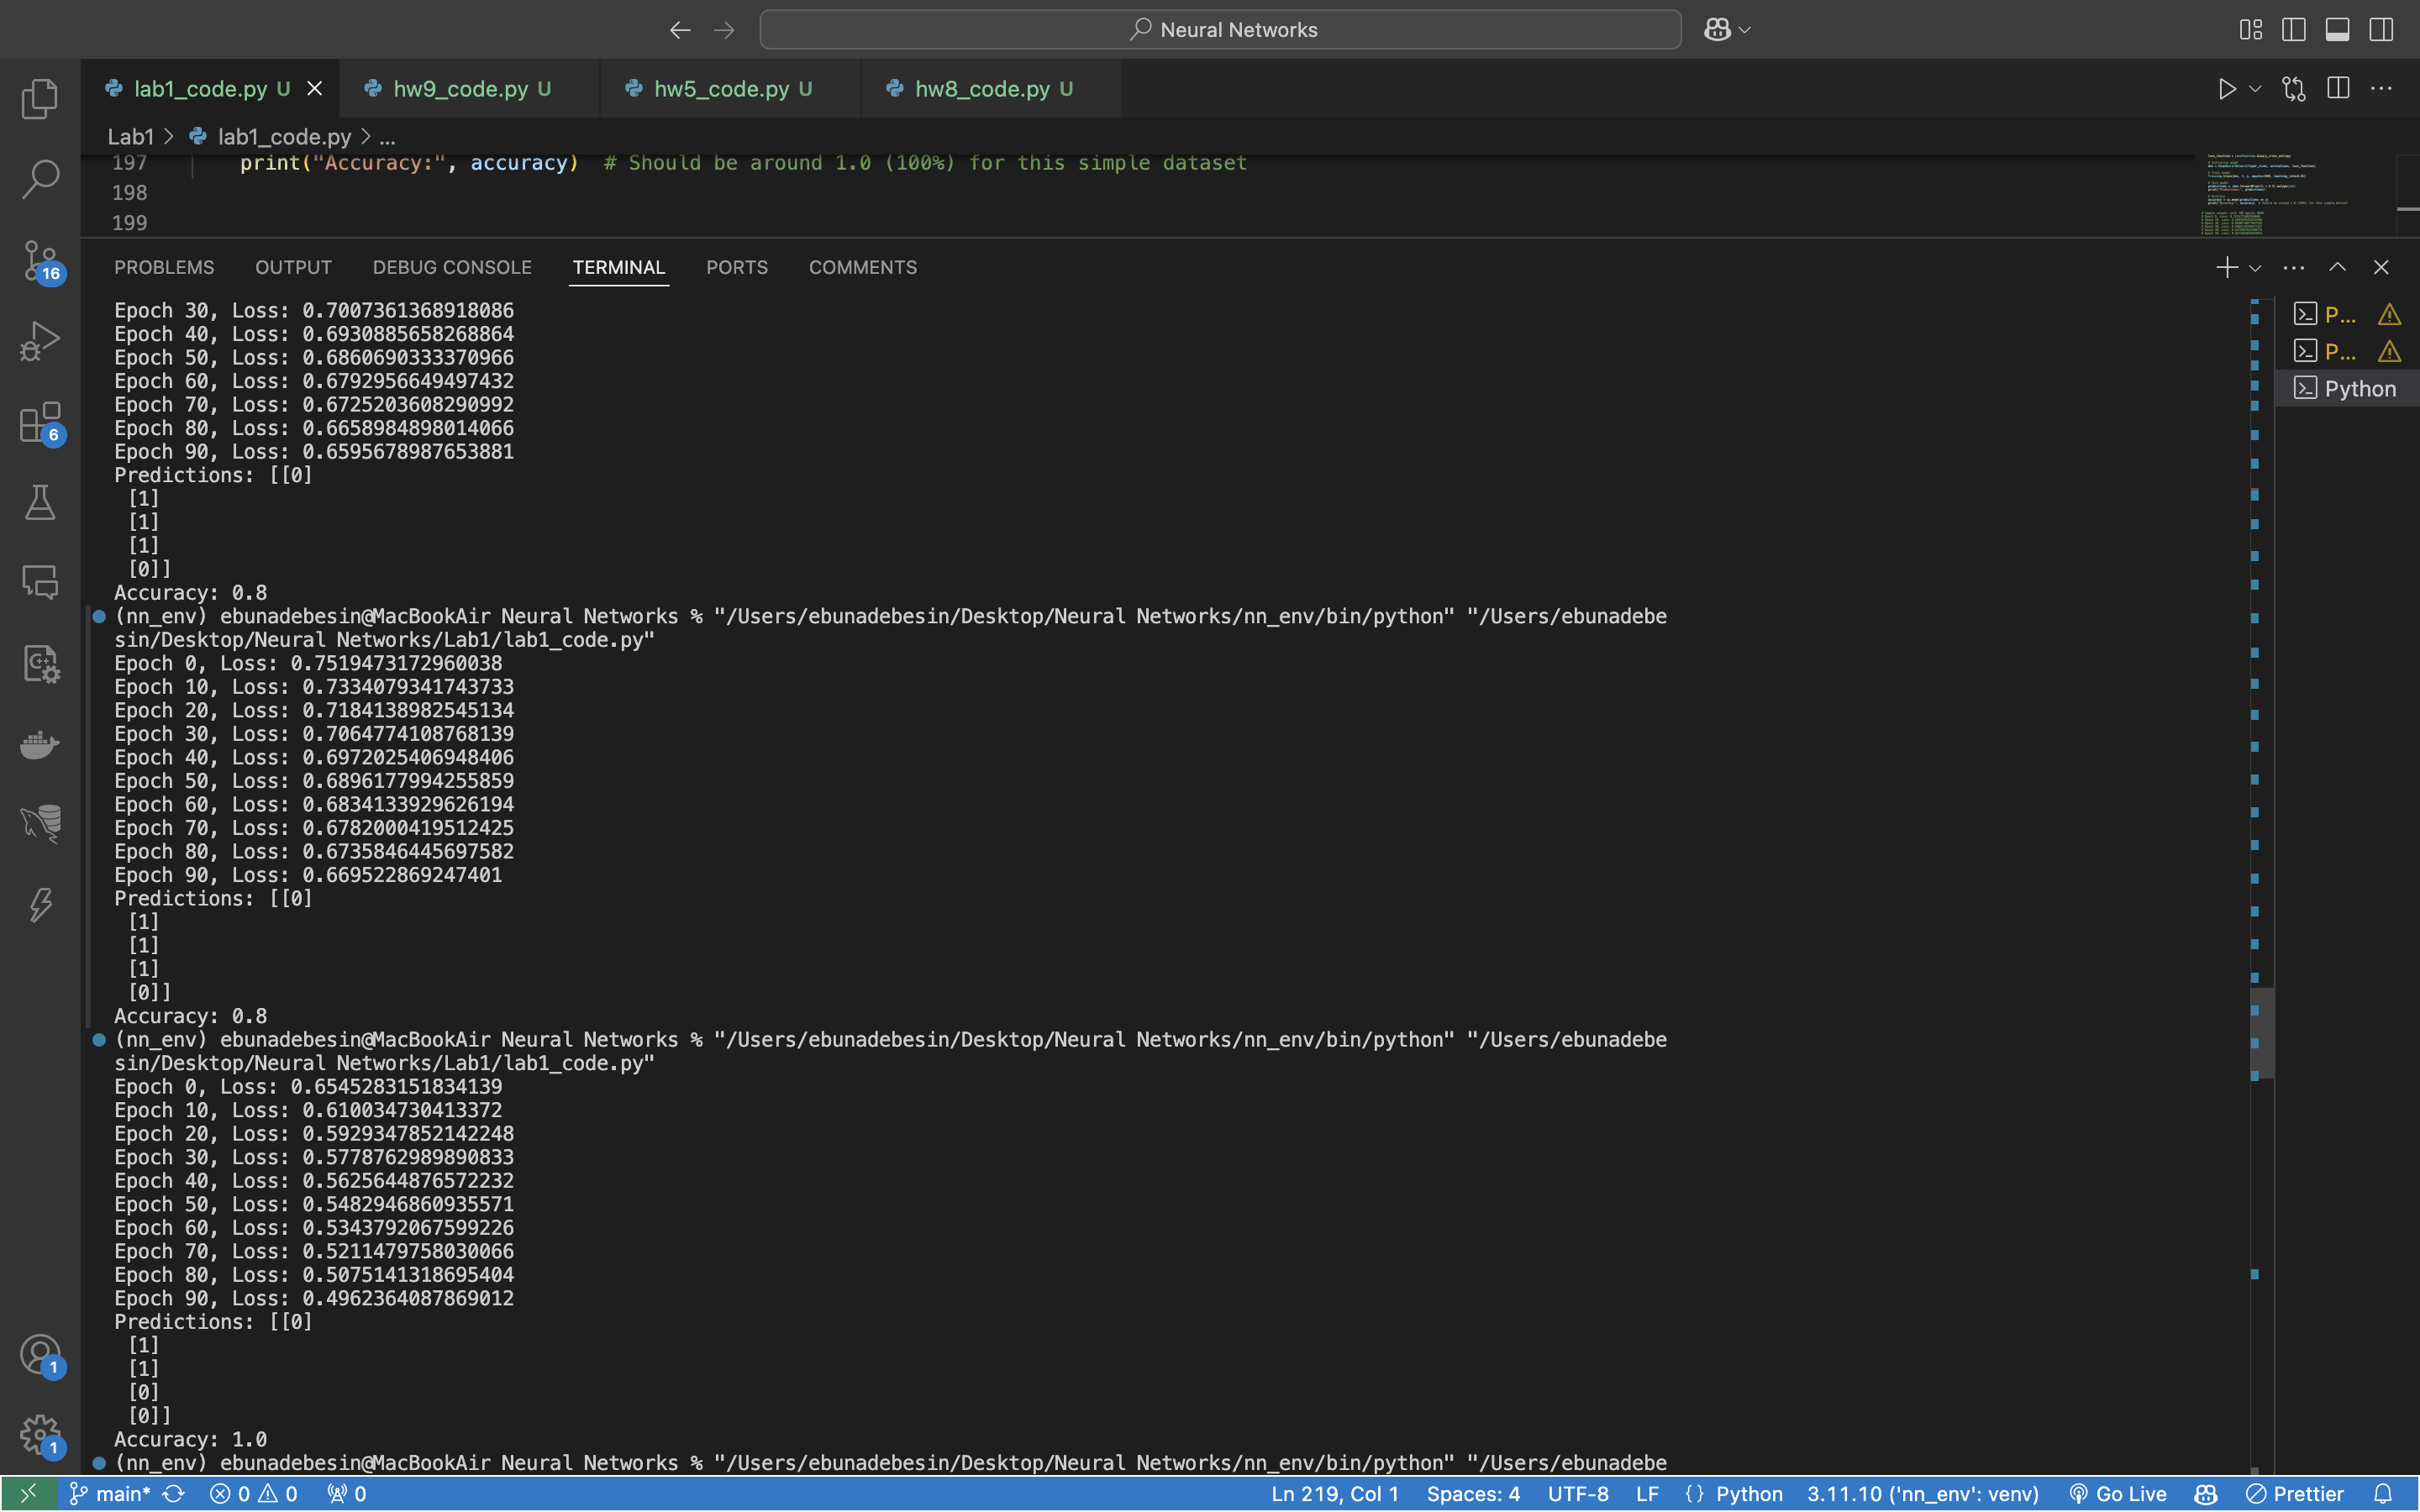 Neural Networks
lab1_code.py U
hw9_code.py U
hw5_code.py U
hw8_code.py U
Lab1 > lab1_code.py > ...
197 print("Accuracy:", accuracy) # Should be around 1.0 (100%) for this simple dataset
198
199
PROBLEMS OUTPUT DEBUG CONSOLE TERMINAL PORTS COMMENTS
Epoch 30, Loss: 0.7007361368918086
Epoch 40, Loss: 0.6930885658268864
Epoch 50, Loss: 0.6860690333370966
Epoch 60, Loss: 0.6792956649497432
Epoch 70, Loss: 0.6725203608290992
Epoch 80, Loss: 0.6658984898014066
Epoch 90, Loss: 0.6595678987653881
Predictions: [[0]
[1]
[1]
[1]
[0]]
Accuracy: 0.8
(nn_env) ebunadebesin@MacBookAir Neural Networks % "/Users/ebunadebesin/Desktop/Neural Networks/nn_env/bin/python" "/Users/ebunadebe
sin/Desktop/Neural Networks/Lab1/lab1_code.py"
Epoch 0, Loss: 0.7519473172960038
Epoch 10, Loss: 0.7334079341743733
Epoch 20, Loss: 0.7184138982545134
Epoch 30, Loss: 0.7064774108768139
Epoch 40, Loss: 0.6972025406948406
Epoch 50, Loss: 0.6896177994255859
Epoch 60, Loss: 0.6834133929626194
Epoch 70, Loss: 0.6782000419512425
Epoch 80, Loss: 0.6735846445697582
Epoch 90, Loss: 0.669522869247401
Predictions: [[0]
[1]
[1]
[1]
[0]]
Accuracy: 0.8
(nn_env) ebunadebesin@MacBookAir Neural Networks % "/Users/ebunadebesin/Desktop/Neural Networks/nn_env/bin/python" "/Users/ebunadebe
sin/Desktop/Neural Networks/Lab1/lab1_code.py"
Epoch 0, Loss: 0.6545283151834139
Epoch 10, Loss: 0.610034730413372
Epoch 20, Loss: 0.5929347852142248
Epoch 30, Loss: 0.5778762989890833
Epoch 40, Loss: 0.5625644876572232
Epoch 50, Loss: 0.5482946860935571
Epoch 60, Loss: 0.5343792067599226
Epoch 70, Loss: 0.5211479758030066
Epoch 80, Loss: 0.5075141318695404
Epoch 90, Loss: 0.4962364087869012
Predictions: [[0]
[1]
[1]
[0]
[0]]
Accuracy: 1.0
(nn_env) ebunadebesin@MacBookAir Neural Networks % "/Users/ebunadebesin/Desktop/Neural Networks/nn_env/bin/python" "/Users/ebunadebe
P...
P...
Python
16
6
1
1
main* 0 0 0 Ln 219, Col 1 Spaces: 4 UTF-8 LF {} Python 3.11.10 ('nn_env': venv) Go Live Prettier